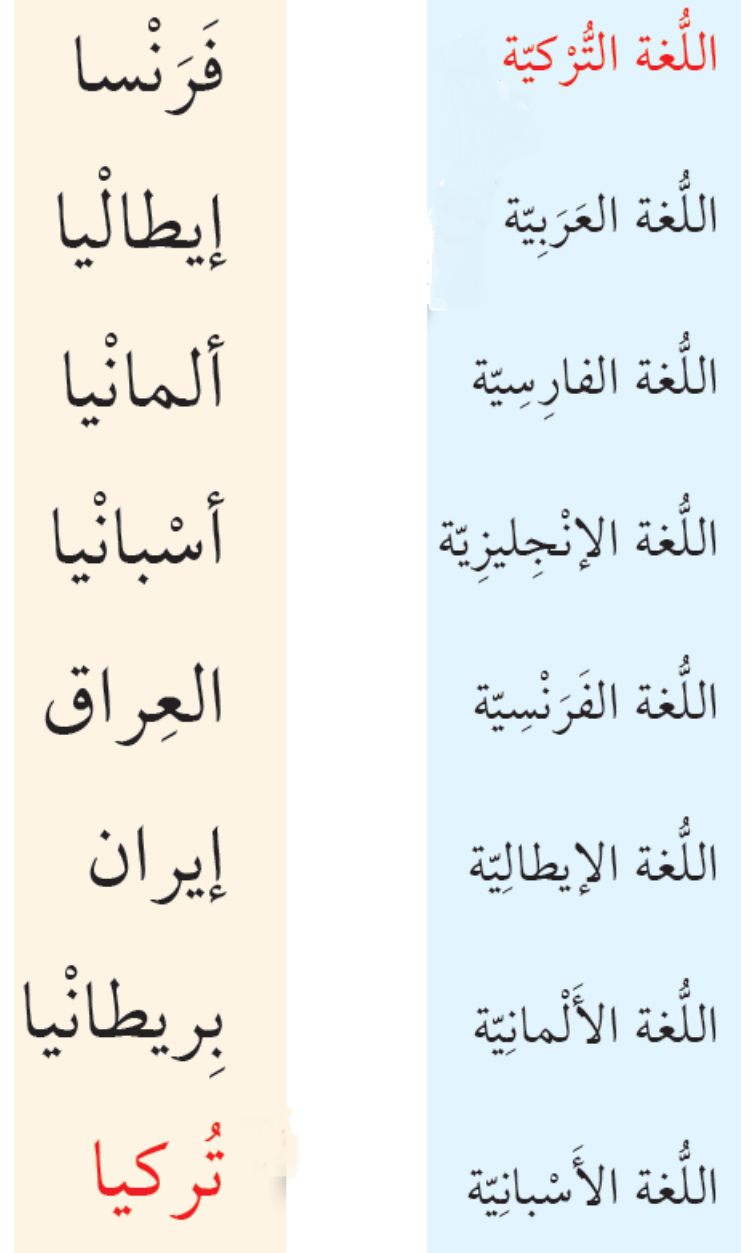 اللُّغة التُّرْكيّة
اللُّغة العَرَبِيّة
اللُّغة الفارِسِيّة
اللُّغة الإنْجِليزِيّة
اللُّغة الفَرَنْسِيّة
اللُّغة الإيطالِيّة
اللُّغة الأَلْمانِيّة
اللُّغة الأَسْبانِيّة
فَرَنْسا
إيطالْيا
ألمانْيا
أسْبانْيا
العِراق
إيران
بِريطانْيا
تُركيا